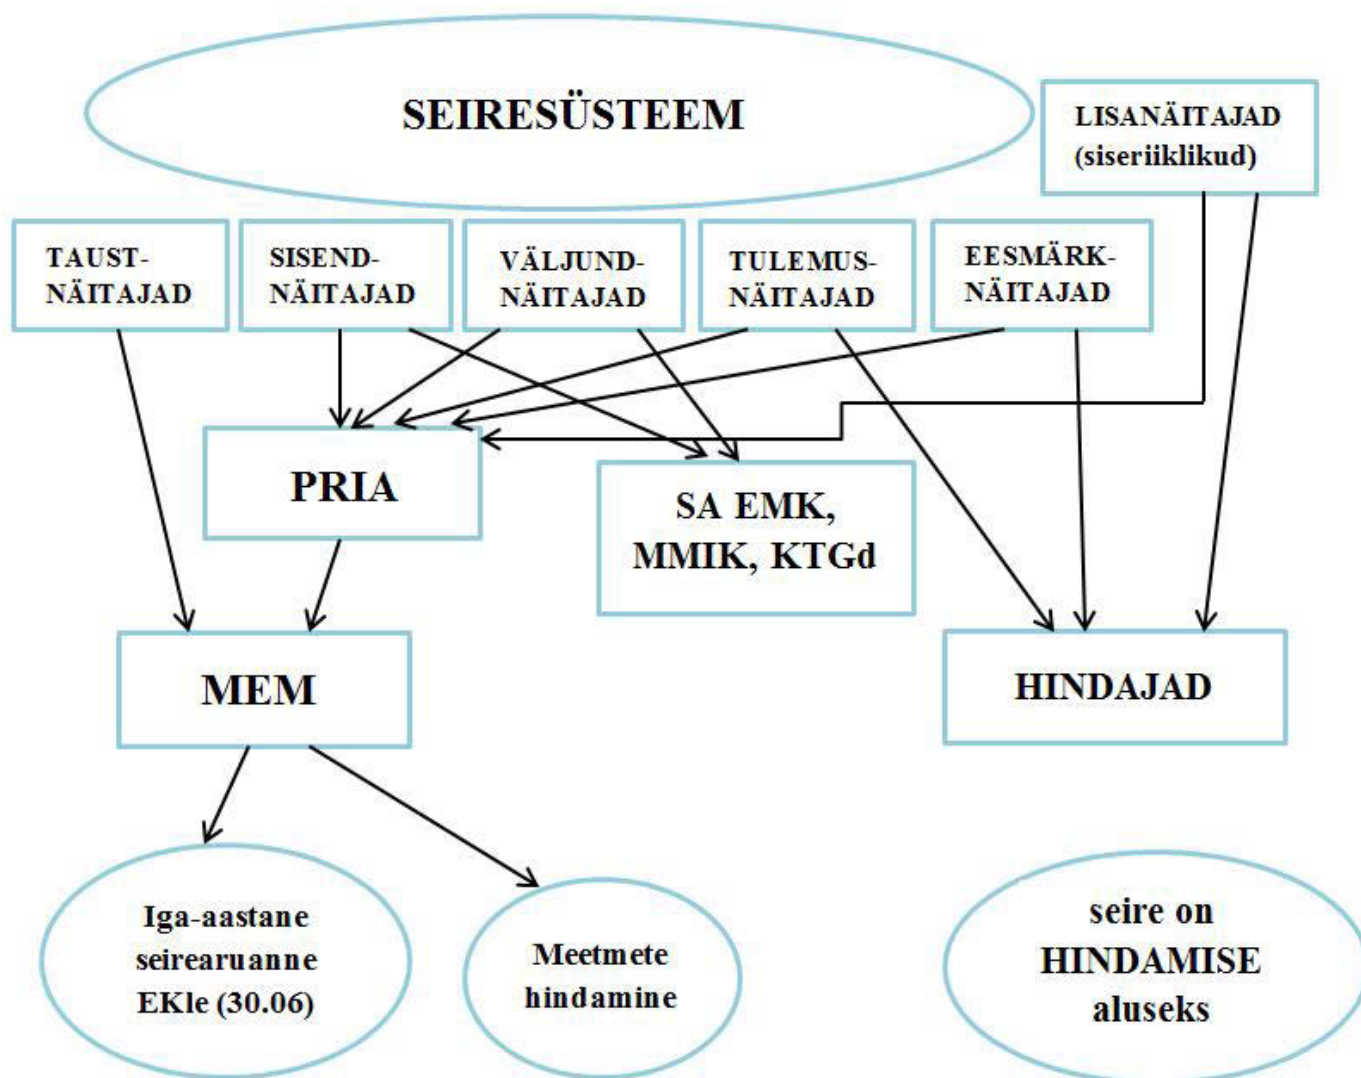 SEIRESÜSTEEM
LISANÄITAJAD
(siseriiklikud)
TAUST-
NÄITAJAD
SISEND-
NÄITAJAD
VÄLJUND-
NÄITAJAD
TULEMUS-
NÄITAJAD
EESMÄRK-
NÄITAJAD
PRIA
SA EMK,
MMIK, KTGd
MEM
HINDAJAD
Iga-aastane
seirearuanne
EKle (30.06)
Meetmete
hindamine
seire on
HINDAMISE
aluseks